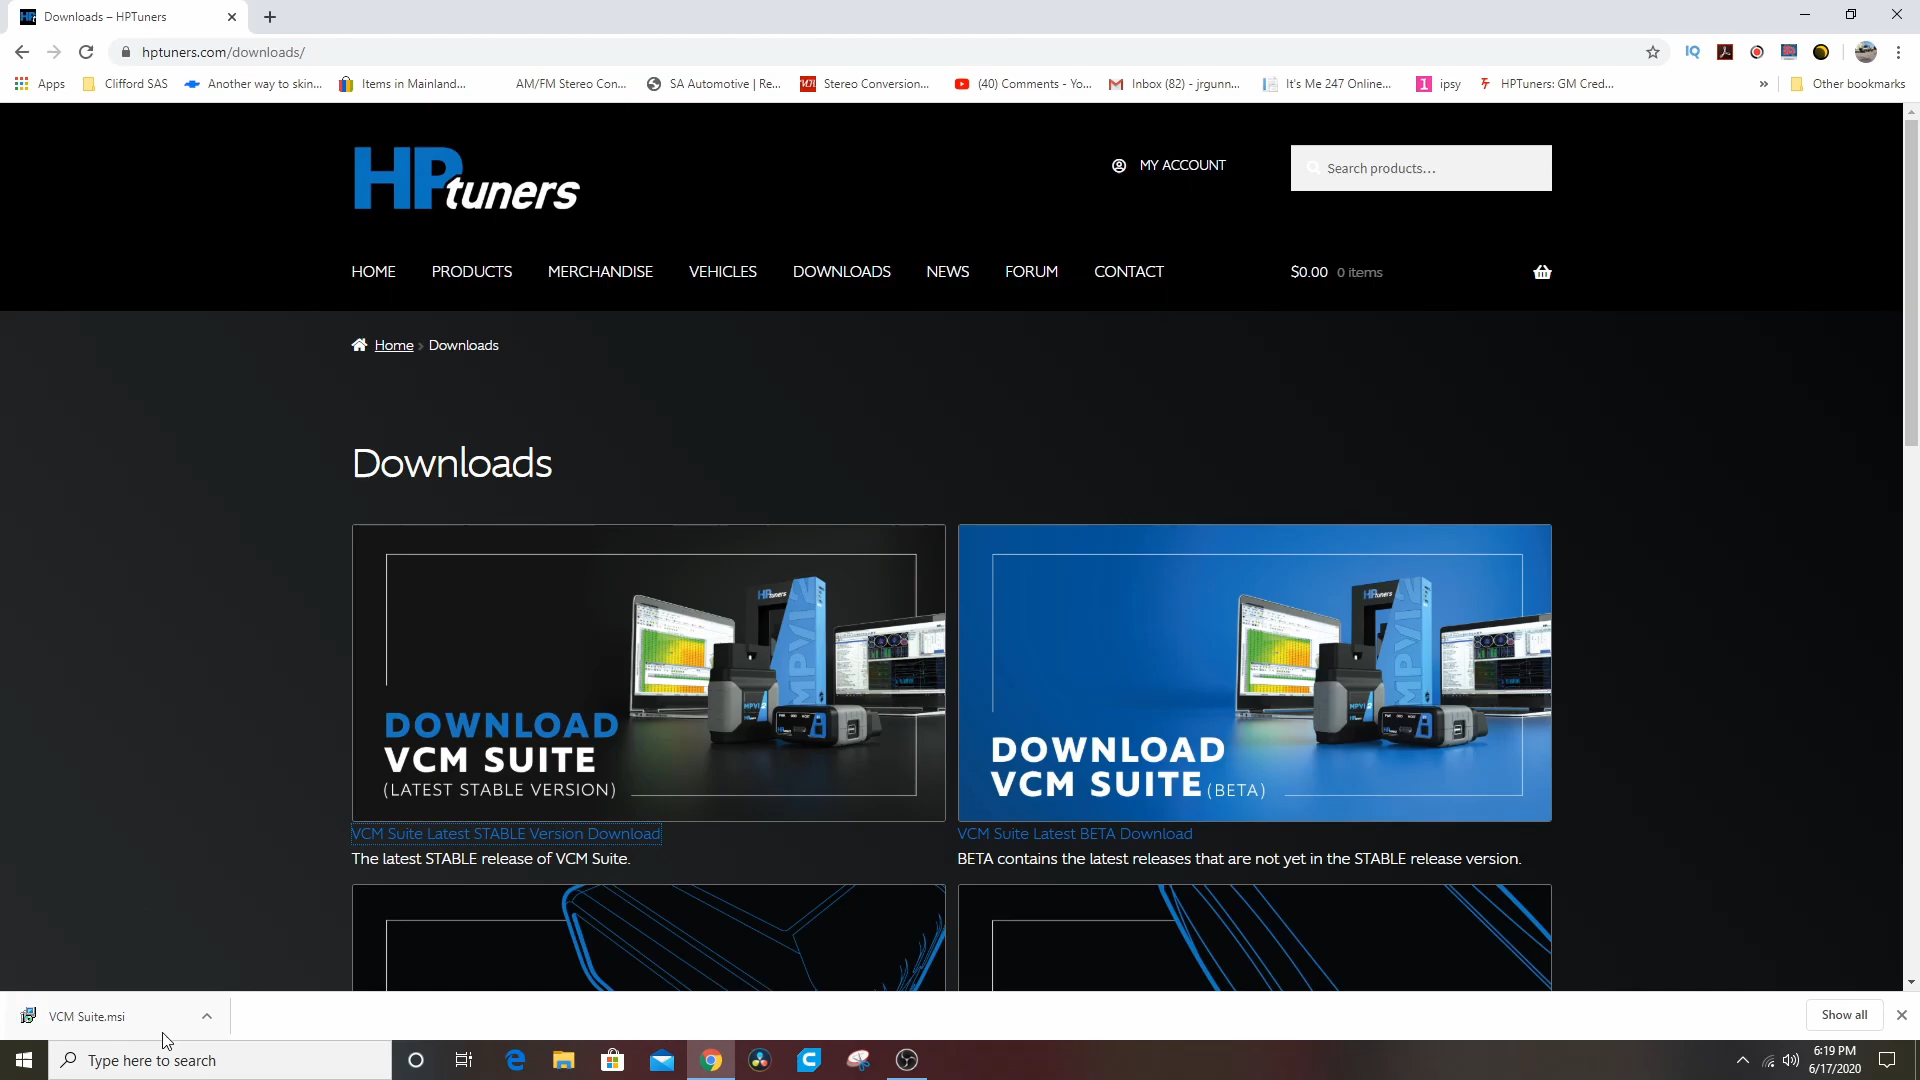 Downloads – HPTuners
hptuners.com/downloads/
Apps
Clifford SAS
Another way to skin...
Items in Mainland...
AM/FM Stereo Con...
SA Automotive | Re...
Stereo Conversion...
(40) Comments - Yo...
Inbox (82) - jrgunn...
It's Me 247 Online...
ipsy
HPTuners: GM Cred...
»
Other bookmarks
HPtuners
MY ACCOUNT
Search products...
HOME
PRODUCTS
MERCHANDISE
VEHICLES
DOWNLOADS
NEWS
FORUM
CONTACT
$0.00 0 items
Home › Downloads
Downloads
DOWNLOAD
VCM SUITE
(LATEST STABLE VERSION)
HPtuners
MPVI2
DOWNLOAD
VCM SUITE (BETA)
HPtuners
MPVI2
VCM Suite Latest STABLE Version Download
The latest STABLE release of VCM Suite.
VCM Suite Latest BETA Download
BETA contains the latest releases that are not yet in the STABLE release version.
VCM Suite.msi
Show all
Type here to search
6:19 PM
6/17/2020